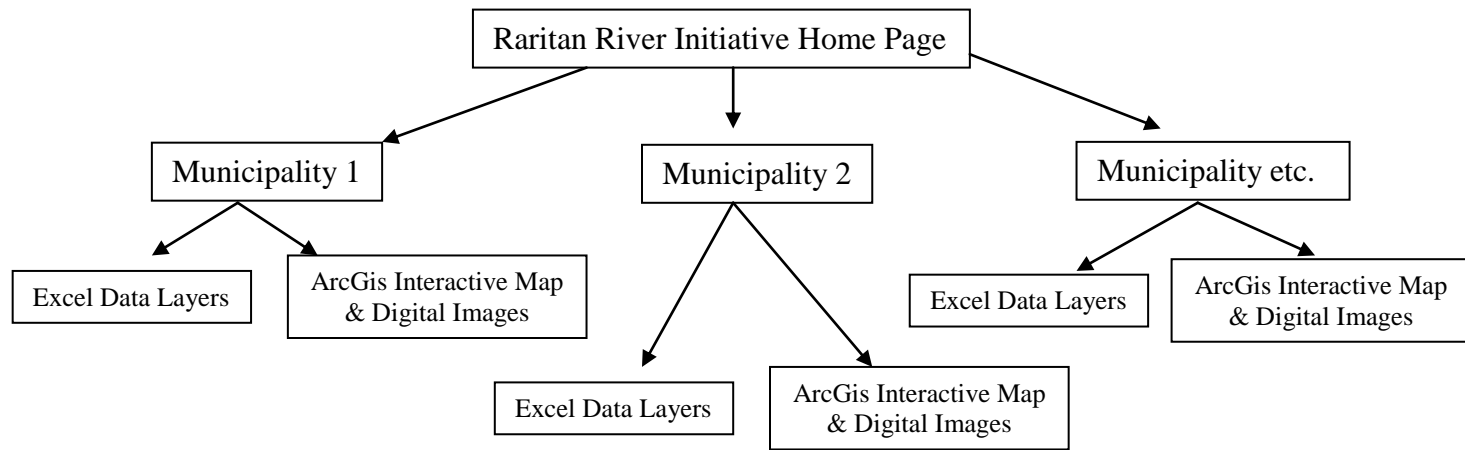 Raritan River Initiative Home Page
Municipality 1
Municipality 2
Municipality etc.
Excel Data Layers
ArcGis Interactive Map
& Digital Images
Excel Data Layers
ArcGis Interactive Map
& Digital Images
Excel Data Layers
ArcGis Interactive Map
& Digital Images